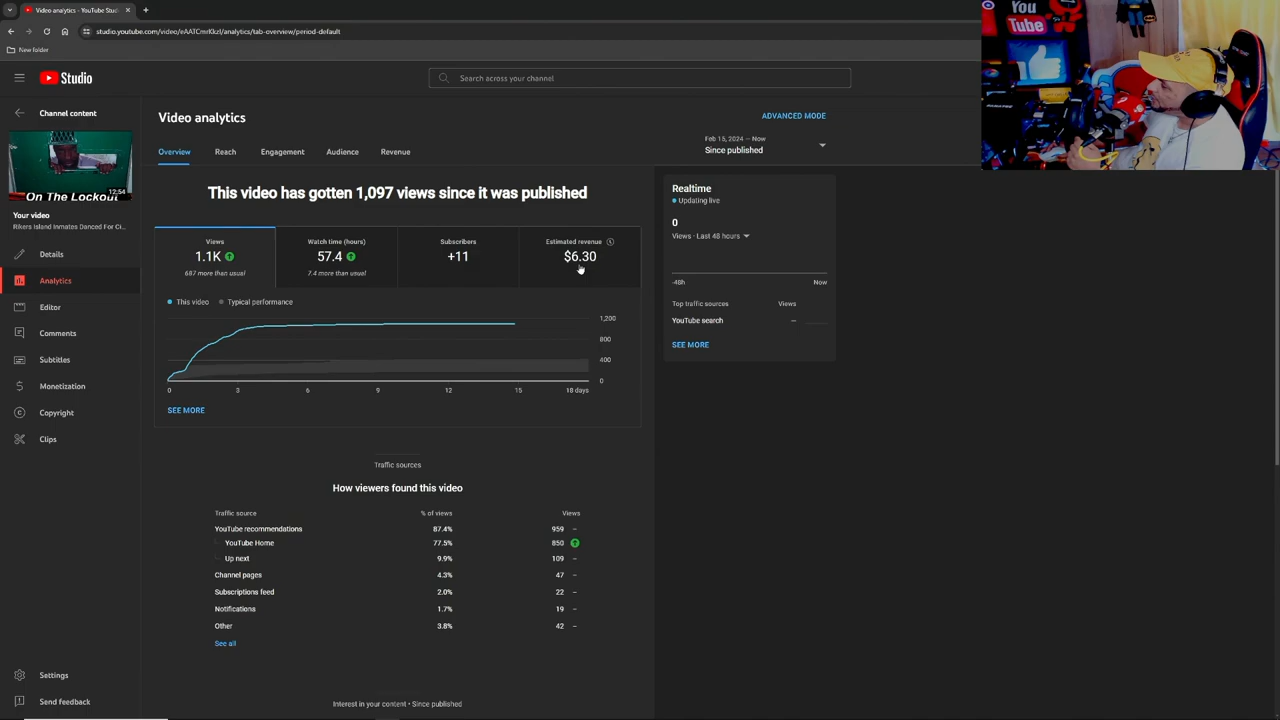 Video analytics - YouTube Stud
studio.youtube.com/video/eAATCmrKkzI/analytics/tab-overview/period-default
New folder
Studio
Search across your channel
You
Tube
Channel content
On The Lockout
12:54
Your video
Rikers Island Inmates Danced For Ci...
Details
Analytics
Editor
Comments
Subtitles
Monetization
Copyright
Clips
Settings
Send feedback
Video analytics
ADVANCED MODE
Overview
Reach
Engagement
Audience
Revenue
Feb 15, 2024 – Now
Since published
This video has gotten 1,097 views since it was published
Views
1.1K
687 more than usual
Watch time (hours)
57.4
7.4 more than usual
Subscribers
+11
Estimated revenue
$6.30
This video
Typical performance
1,200
800
400
0
0 3 6 9 12 15 18 days
SEE MORE
Realtime
Updating live
0
Views · Last 48 hours
-48h Now
Top traffic sources Views
YouTube search –
SEE MORE
Traffic sources
How viewers found this video
Traffic source % of views Views
YouTube recommendations 87.4% 959 –
YouTube Home 77.5% 850
Up next 9.9% 109 –
Channel pages 4.3% 47 –
Subscriptions feed 2.0% 22 –
Notifications 1.7% 19 –
Other 3.8% 42 –
See all
Interest in your content • Since published